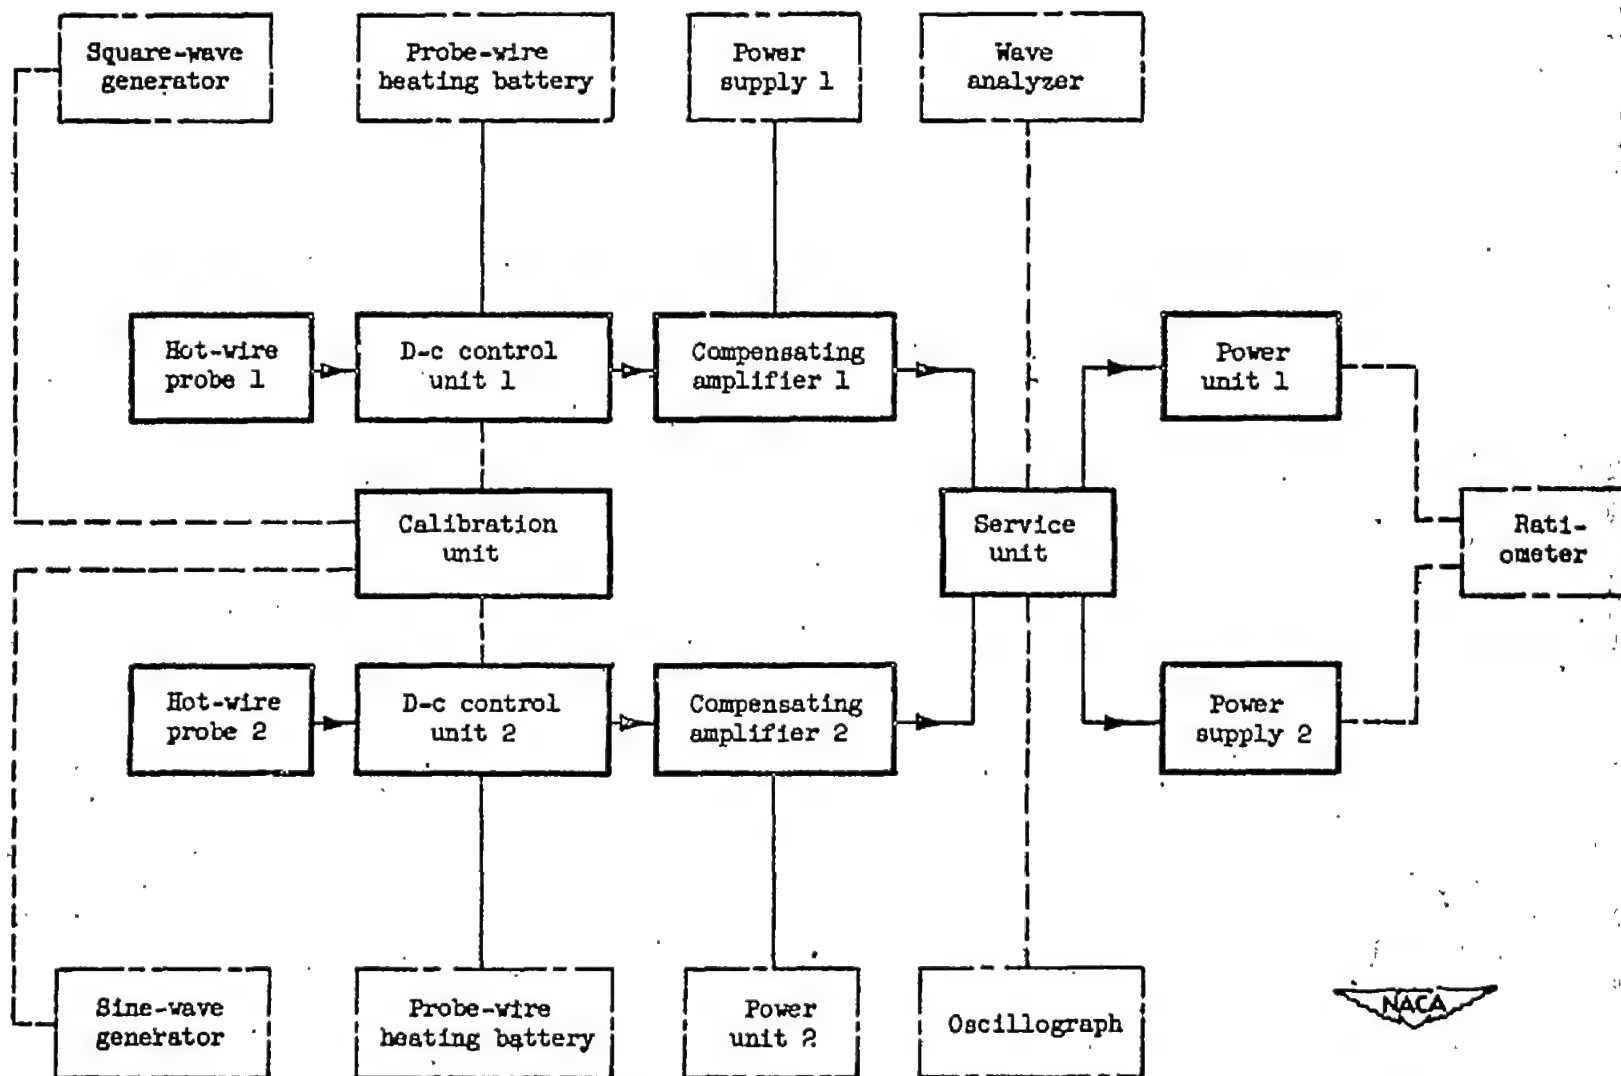 Square-wave
generator
Probe-wire
heating battery
Power
supply 1
Wave
analyzer
Hot-wire
probe 1
D-c control
unit 1
Compensating
amplifier 1
Power
unit 1
Calibration
unit
Service
unit
Rati-
ometer
Hot-wire
probe 2
D-c control
unit 2
Compensating
amplifier 2
Power
supply 2
Sine-wave
generator
Probe-wire
heating battery
Power
unit 2
Oscillograph
NACA